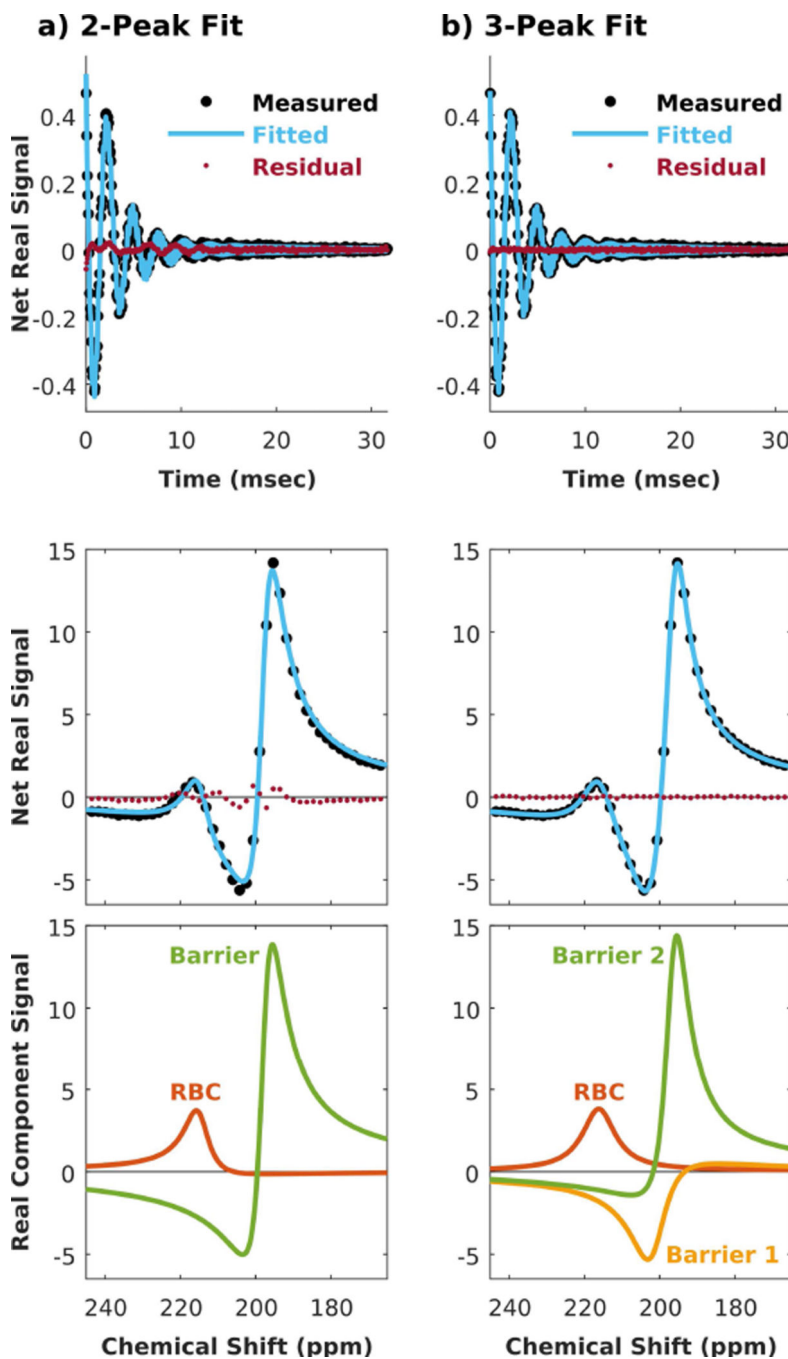 a) 2-Peak Fit
b) 3-Peak Fit
Net Real Signal
0.4
0.2
0
-0.2
-0.4
Measured
Fitted
Residual
0
10
20
30
Time (msec)
0.4
0.2
0
-0.2
-0.4
Measured
Fitted
Residual
0
10
20
30
Time (msec)
Net Real Signal
15
10
5
0
-5
15
10
5
0
-5
Real Component Signal
15
10
5
0
-5
Barrier
RBC
240
220
200
180
Chemical Shift (ppm)
15
10
5
0
-5
Barrier 2
RBC
Barrier 1
240
220
200
180
Chemical Shift (ppm)